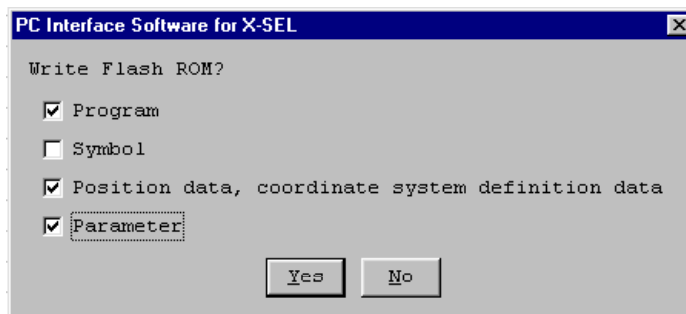 PC Interface Software for X-SEL
Write Flash ROM?
Program
Symbol
Position data, coordinate system definition data
Parameter
Yes No